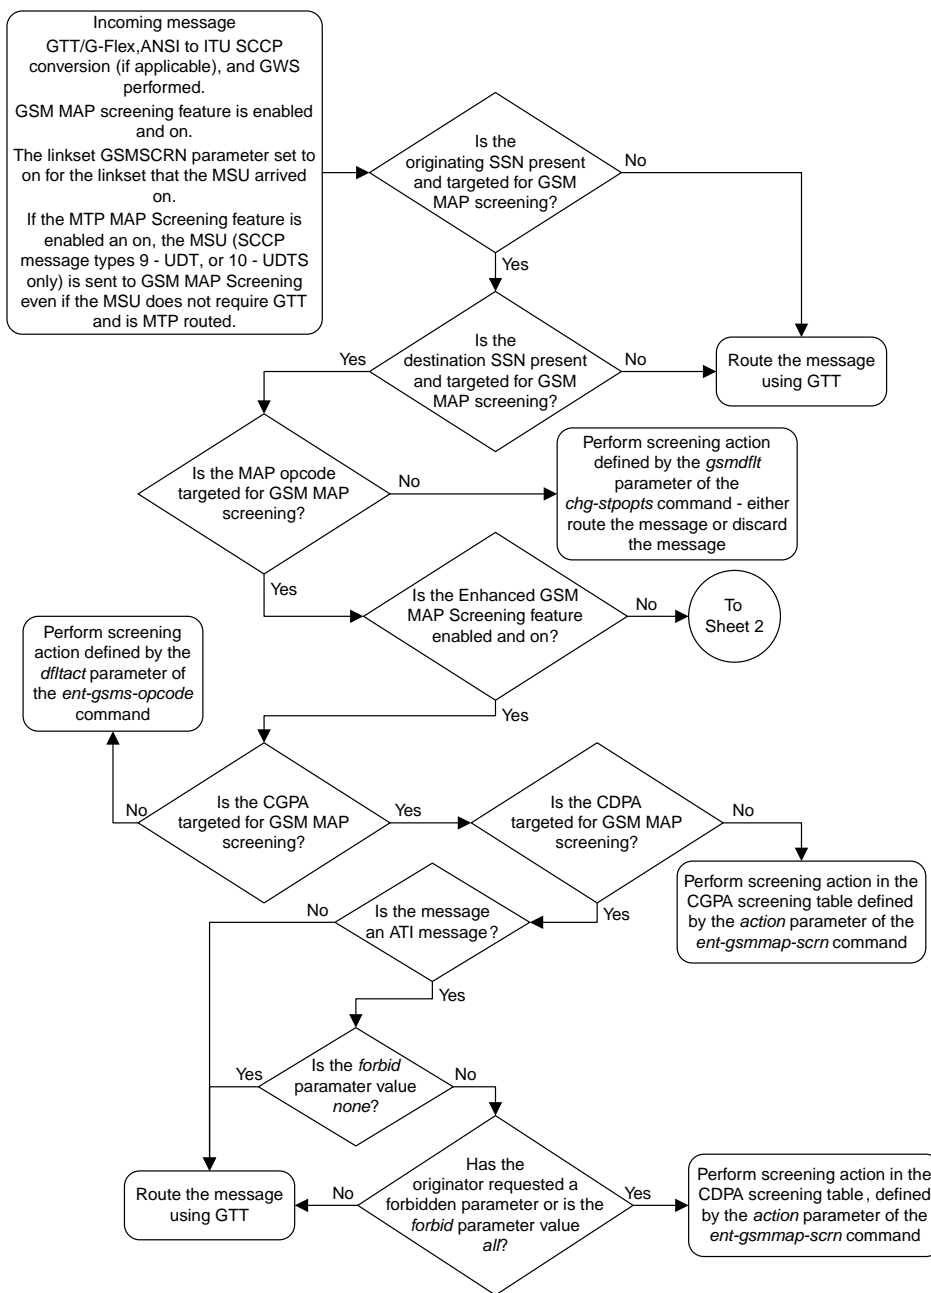 Incoming message
GTT/G-Flex,ANSI to ITU SCCP
conversion (if applicable), and GWS
performed.
GSM MAP screening feature is enabled
and on.
The linkset GSMSCRN parameter set to
on for the linkset that the MSU arrived
on.
If the MTP MAP Screening feature is
enabled an on, the MSU (SCCP
message types 9 - UDT, or 10 - UDTS
only) is sent to GSM MAP Screening
even if the MSU does not require GTT
and is MTP routed.
Is the
originating SSN present
and targeted for GSM
MAP screening?
No
Yes
Is the
destination SSN present
and targeted for GSM
MAP screening?
Yes
No
Route the message
using GTT
Is the MAP opcode
targeted for GSM MAP
screening?
No
Perform screening action
defined by the gsmdflt
parameter of the
chg-stpopts command - either
route the message or discard
the message
Yes
Is the Enhanced GSM
MAP Screening feature
enabled and on?
No
To
Sheet 2
Yes
Perform screening
action defined by the
dfltact parameter of
the ent-gsms-opcode
command
No
Is the CGPA
targeted for GSM MAP
screening?
Yes
Is the CDPA
targeted for GSM MAP
screening?
No
Perform screening action in the
CGPA screening table defined
by the action parameter of the
ent-gsmmap-scrn command
Yes
Is the message
an ATI message?
No
Yes
Is the forbid
paramater value
none?
Yes
No
Has the
originator requested a
forbidden parameter or is the
forbid parameter value
all?
No
Route the message
using GTT
Yes
Perform screening action in the
CDPA screening table, defined
by the action parameter of the
ent-gsmmap-scrn command